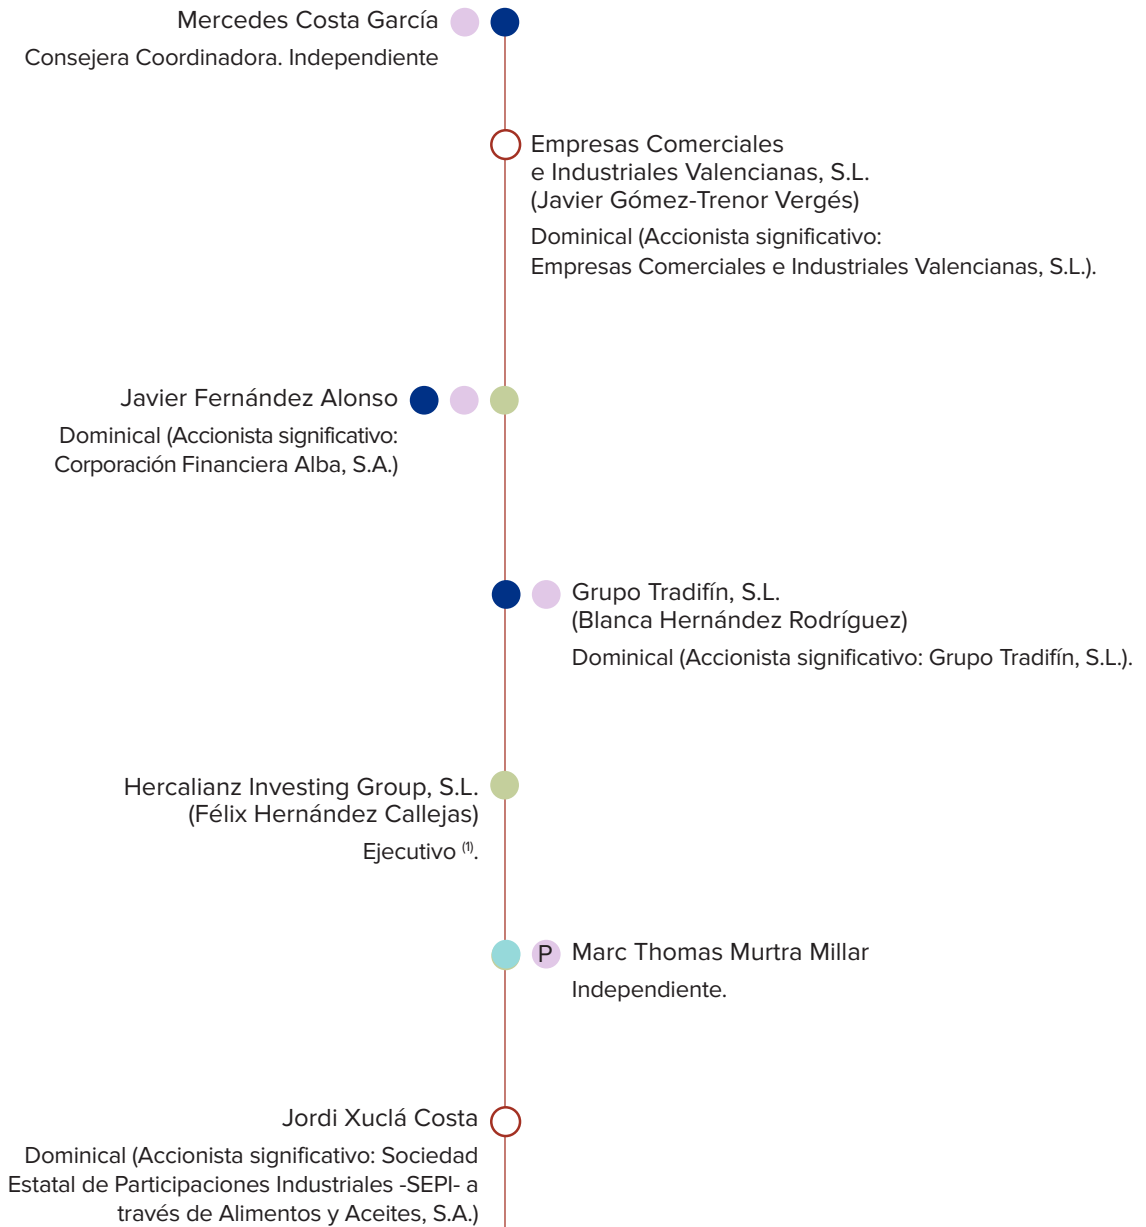 Mercedes Costa García
Consejera Coordinadora. Independiente
Empresas Comerciales
e Industriales Valencianas, S.L.
(Javier Gómez-Trenor Vergés)
Dominical (Accionista significativo:
Empresas Comerciales e Industriales Valencianas, S.L.).
Javier Fernández Alonso
Dominical (Accionista significativo:
Corporación Financiera Alba, S.A.)
Grupo Tradifín, S.L.
(Blanca Hernández Rodríguez)
Dominical (Accionista significativo: Grupo Tradifín, S.L.).
Hercalianz Investing Group, S.L.
(Félix Hernández Callejas)
Ejecutivo (1).
P Marc Thomas Murtra Millar
Independiente.
Jordi Xuclá Costa
Dominical (Accionista significativo: Sociedad
Estatal de Participaciones Industriales -SEPI- a
través de Alimentos y Aceites, S.A.)